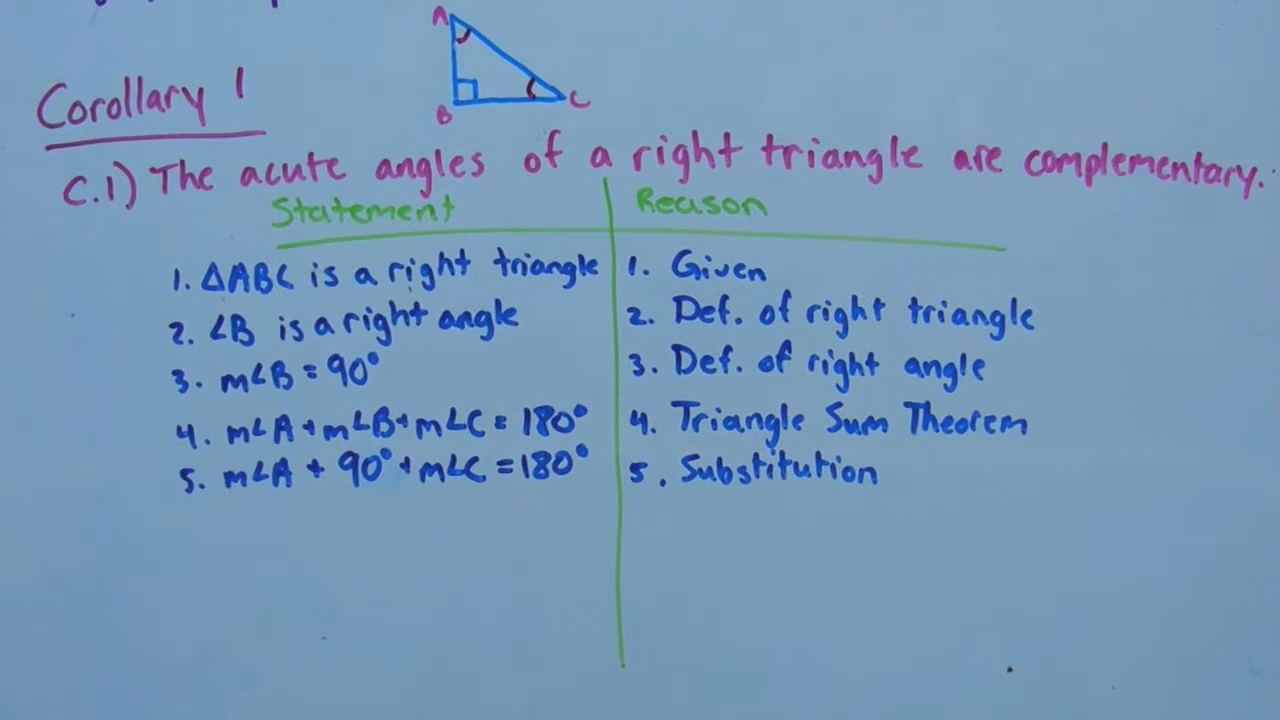 A
B
C
Corollary 1
C.1) The acute angles of a right triangle are complementary.
Statement
Reason
1. △ABC is a right triangle
1. Given
2. ∠B is a right angle
2. Def. of right triangle
3. m∠B = 90°
3. Def. of right angle
4. m∠A + m∠B + m∠C = 180°
4. Triangle Sum Theorem
5. m∠A + 90° + m∠C = 180°
5. Substitution